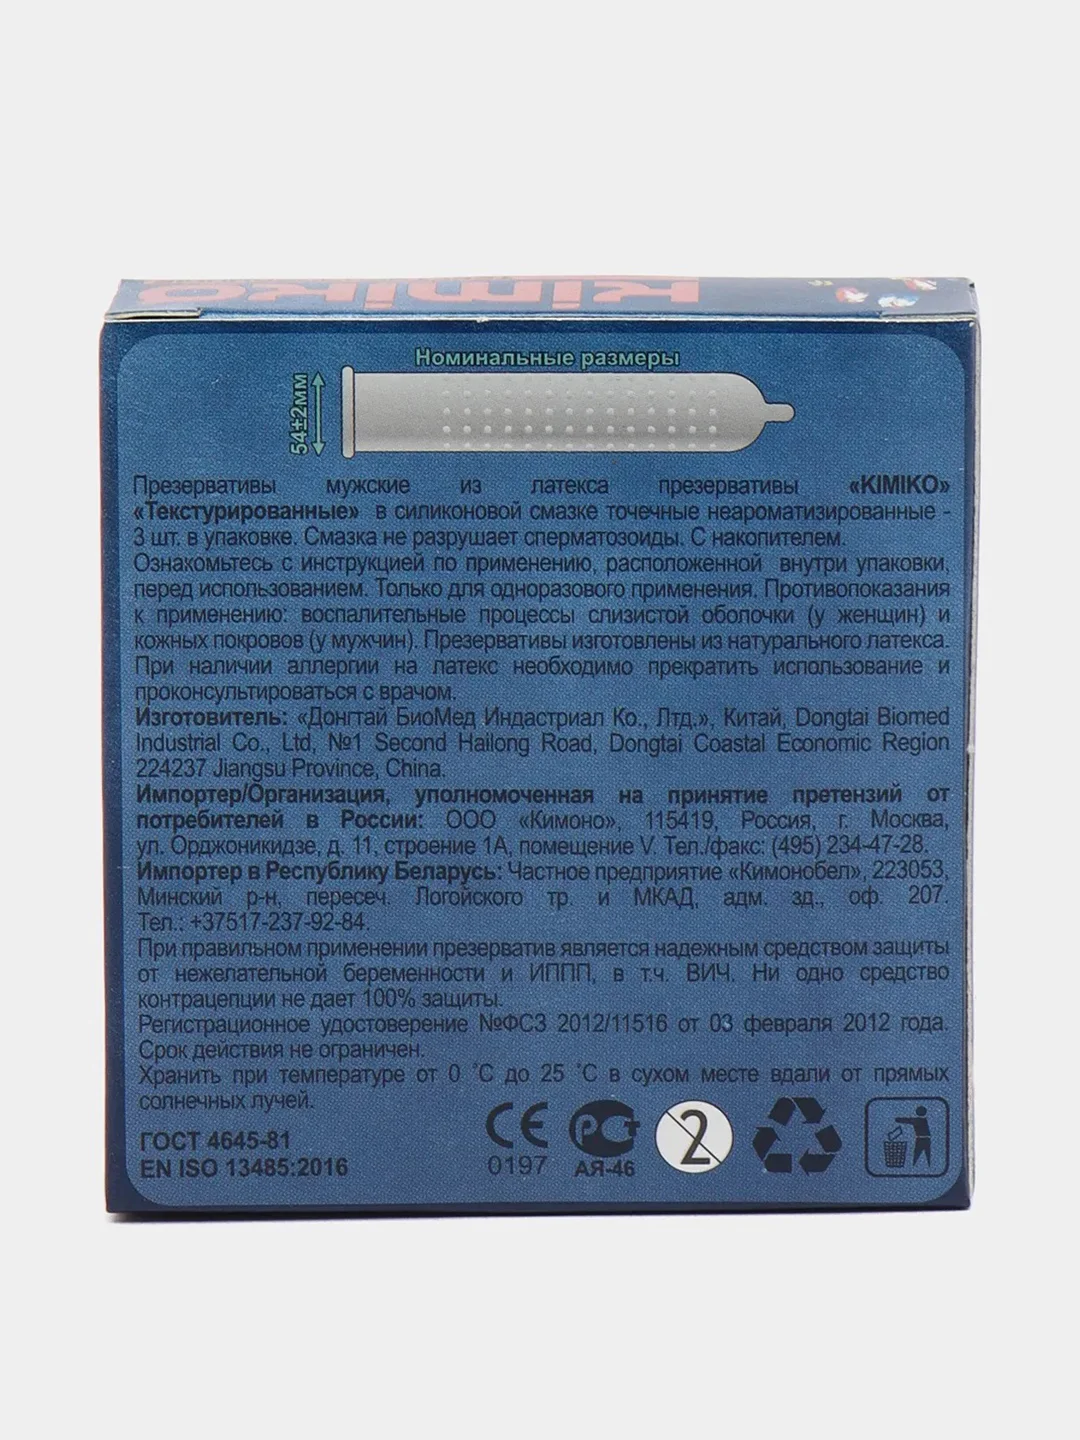 kimiko
Номинальные размеры
54±2мм
Презервативы мужские из латекса презервативы «KIMIKO»
«Текстурированные» в силиконовой смазке точечные неароматизированные -
3 шт. в упаковке. Смазка не разрушает сперматозоиды. С накопителем.
Ознакомьтесь с инструкцией по применению, расположенной внутри упаковки,
перед использованием. Только для одноразового применения. Противопоказания
к применению: воспалительные процессы слизистой оболочки (у женщин) и
кожных покровов (у мужчин). Презервативы изготовлены из натурального латекса.
При наличии аллергии на латекс необходимо прекратить использование и
проконсультироваться с врачом.
Изготовитель: «Донгтай БиоМед Индастриал Ко., Лтд.», Китай, Dongtai Biomed
Industrial Co., Ltd, №1 Second Hailong Road, Dongtai Coastal Economic Region
224237 Jiangsu Province, China.
Импортер/Организация, уполномоченная на принятие претензий от
потребителей в России: ООО «Кимоно», 115419, Россия, г. Москва,
ул. Орджоникидзе, д. 11, строение 1А, помещение V. Тел./факс: (495) 234-47-28.
Импортер в Республику Беларусь: Частное предприятие «Кимонобел», 223053,
Минский р-н, пересеч. Логойского тр. и МКАД, адм. зд., оф. 207.
Тел.: +37517-237-92-84.
При правильном применении презерватив является надежным средством защиты
от нежелательной беременности и ИППП, в т.ч. ВИЧ. Ни одно средство
контрацепции не дает 100% защиты.
Регистрационное удостоверение №ФСЗ 2012/11516 от 03 февраля 2012 года.
Срок действия не ограничен.
Хранить при температуре от 0 ˚С до 25 ˚С в сухом месте вдали от прямых
солнечных лучей.
ГОСТ 4645-81
EN ISO 13485:2016
CE
0197
РСТ
АЯ-46
2